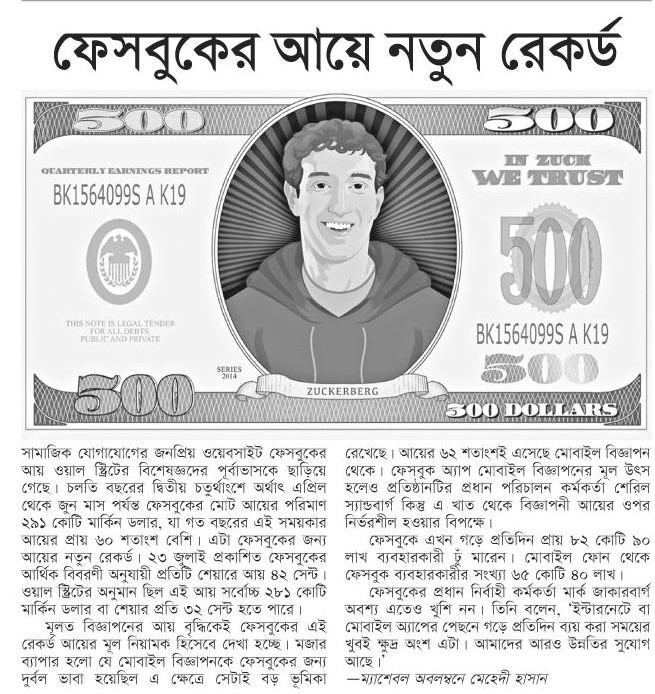 ফেসবুকের আয়ে নতুন রেকর্ড
500
500
QUARTERLY EARNINGS REPORT
BK1564099S A K19
IN ZUCK
WE TRUST
500
THIS NOTE IS LEGAL TENDER
FOR ALL DEBTS,
PUBLIC AND PRIVATE
BK1564099S A K19
500
SERIES
2014
500
ZUCKERBERG
500 DOLLARS
সামাজিক যোগাযোগের জনপ্রিয় ওয়েবসাইট ফেসবুকের
আয় ওয়াল স্ট্রিটের বিশেষজ্ঞদের পূর্বাভাসকে ছাড়িয়ে
গেছে। চলতি বছরের দ্বিতীয় চতুর্থাংশে অর্থাৎ এপ্রিল
থেকে জুন মাস পর্যন্ত ফেসবুকের মোট আয়ের পরিমাণ
২৯১ কোটি মার্কিন ডলার, যা গত বছরের এই সময়কার
আয়ের প্রায় ৬০ শতাংশ বেশি। এটা ফেসবুকের জন্য
আয়ের নতুন রেকর্ড। ২৩ জুলাই প্রকাশিত ফেসবুকের
আর্থিক বিবরণী অনুযায়ী প্রতিটি শেয়ারে আয় ৪২ সেন্ট।
ওয়াল স্ট্রিটের অনুমান ছিল এই আয় সর্বোচ্চ ২৮১ কোটি
মার্কিন ডলার বা শেয়ার প্রতি ৩২ সেন্ট হতে পারে।
মূলত বিজ্ঞাপনের আয় বৃদ্ধিকেই ফেসবুকের এই
রেকর্ড আয়ের মূল নিয়ামক হিসেবে দেখা হচ্ছে। মজার
ব্যাপার হলো যে মোবাইল বিজ্ঞাপনকে ফেসবুকের জন্য
দুর্বল ভাবা হয়েছিল এ ক্ষেত্রে সেটাই বড় ভূমিকা
রেখেছে। আয়ের ৬২ শতাংশই এসেছে মোবাইল বিজ্ঞাপন
থেকে। ফেসবুক অ্যাপ মোবাইল বিজ্ঞাপনের মূল উৎস
হলেও প্রতিষ্ঠানটির প্রধান পরিচালন কর্মকর্তা শেরিল
স্যান্ডবার্গ কিন্তু এ খাত থেকে বিজ্ঞাপনী আয়ের ওপর
নির্ভরশীল হওয়ার বিপক্ষে।
ফেসবুকে এখন গড়ে প্রতিদিন প্রায় ৮২ কোটি ৯০
লাখ ব্যবহারকারী ঢুঁ মারেন। মোবাইল ফোন থেকে
ফেসবুক ব্যবহারকারীর সংখ্যা ৬৫ কোটি ৪০ লাখ।
ফেসবুকের প্রধান নির্বাহী কর্মকর্তা মার্ক জাকারবার্গ
অবশ্য এতেও খুশি নন। তিনি বলেন, 'ইন্টারনেটে বা
মোবাইল অ্যাপের পেছনে গড়ে প্রতিদিন ব্যয় করা সময়ের
খুবই ক্ষুদ্র অংশ এটা। আমাদের আরও উন্নতির সুযোগ
আছে।'
—ম্যাশেবল অবলম্বনে মেহেদী হাসান